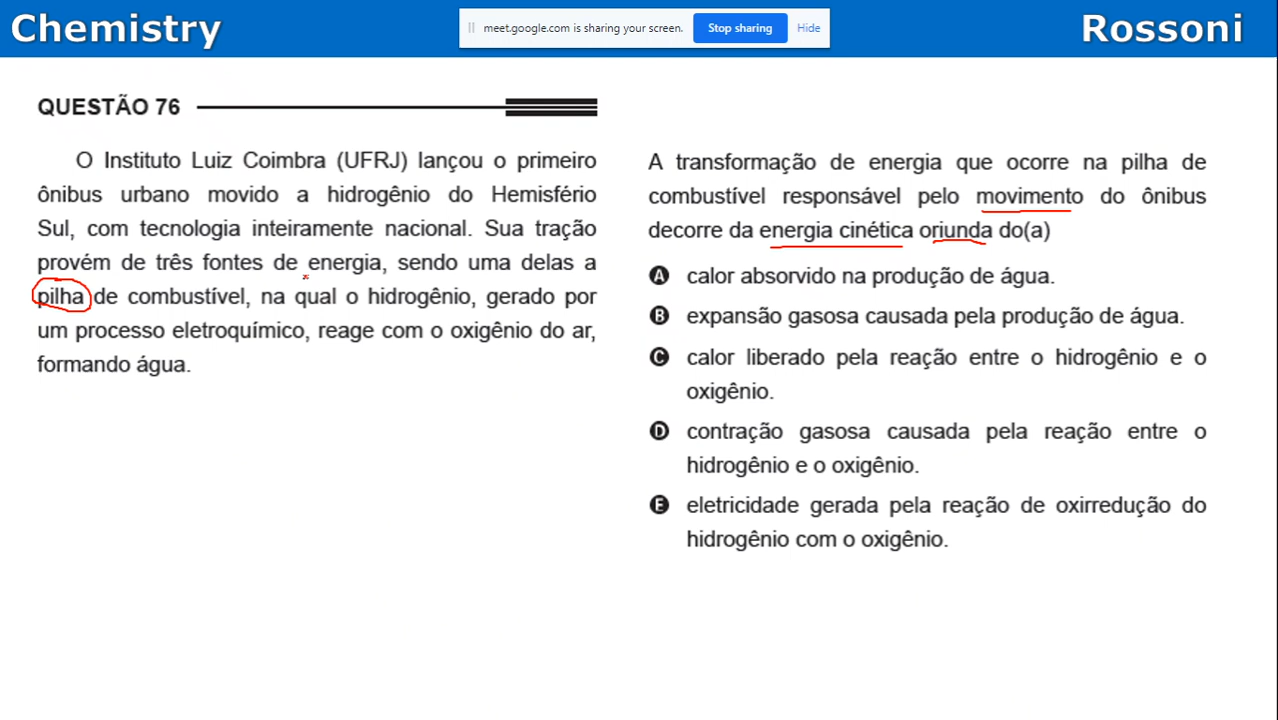 Chemistry
meet.google.com is sharing your screen.
Stop sharing
Hide
Rossoni
QUESTÃO 76
O Instituto Luiz Coimbra (UFRJ) lançou o primeiro
ônibus urbano movido a hidrogênio do Hemisfério
Sul, com tecnologia inteiramente nacional. Sua tração
provém de três fontes de energia, sendo uma delas a
pilha de combustível, na qual o hidrogênio, gerado por
um processo eletroquímico, reage com o oxigênio do ar,
formando água.
A transformação de energia que ocorre na pilha de
combustível responsável pelo movimento do ônibus
decorre da energia cinética oriunda do(a)
A calor absorvido na produção de água.
B expansão gasosa causada pela produção de água.
C calor liberado pela reação entre o hidrogênio e o
oxigênio.
D contração gasosa causada pela reação entre o
hidrogênio e o oxigênio.
E eletricidade gerada pela reação de oxirredução do
hidrogênio com o oxigênio.